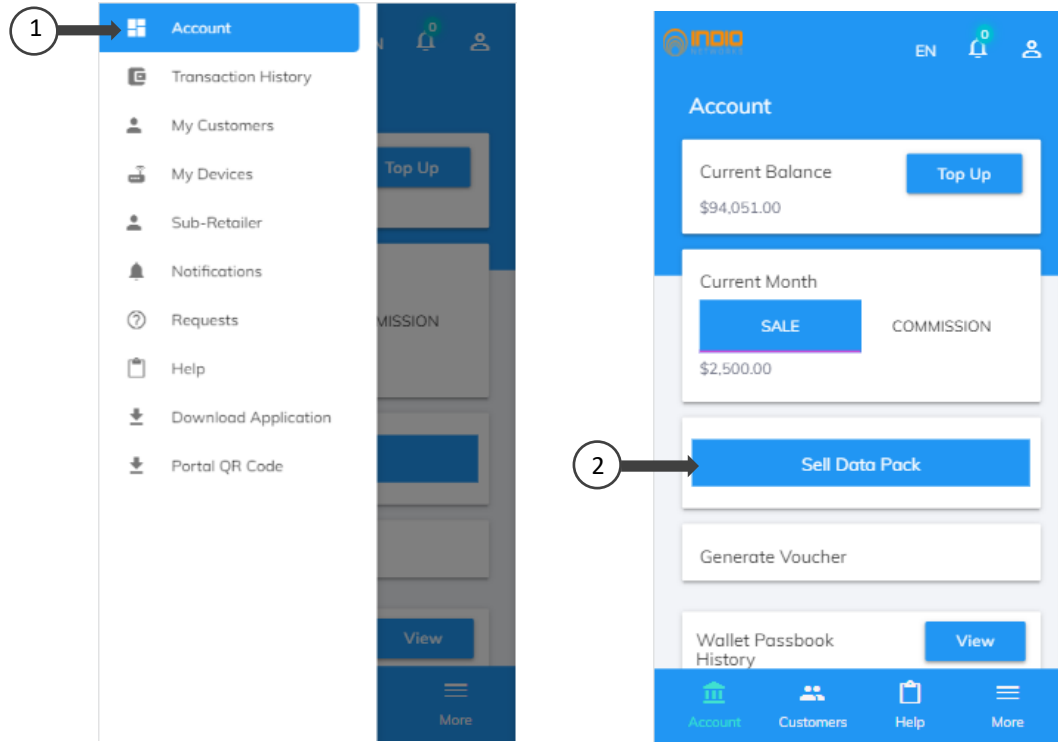 1
Account
Transaction History
My Customers
My Devices
Sub-Retailer
Notifications
Requests
Help
Download Application
Portal QR Code
N
0
Top Up
MISSION
View
More
INDIO
NETWORKS
EN
0
Account
Current Balance
Top Up
$94,051.00
Current Month
SALE
COMMISSION
$2,500.00
2
Sell Data Pack
Generate Voucher
Wallet Passbook
History
View
Account
Customers
Help
More